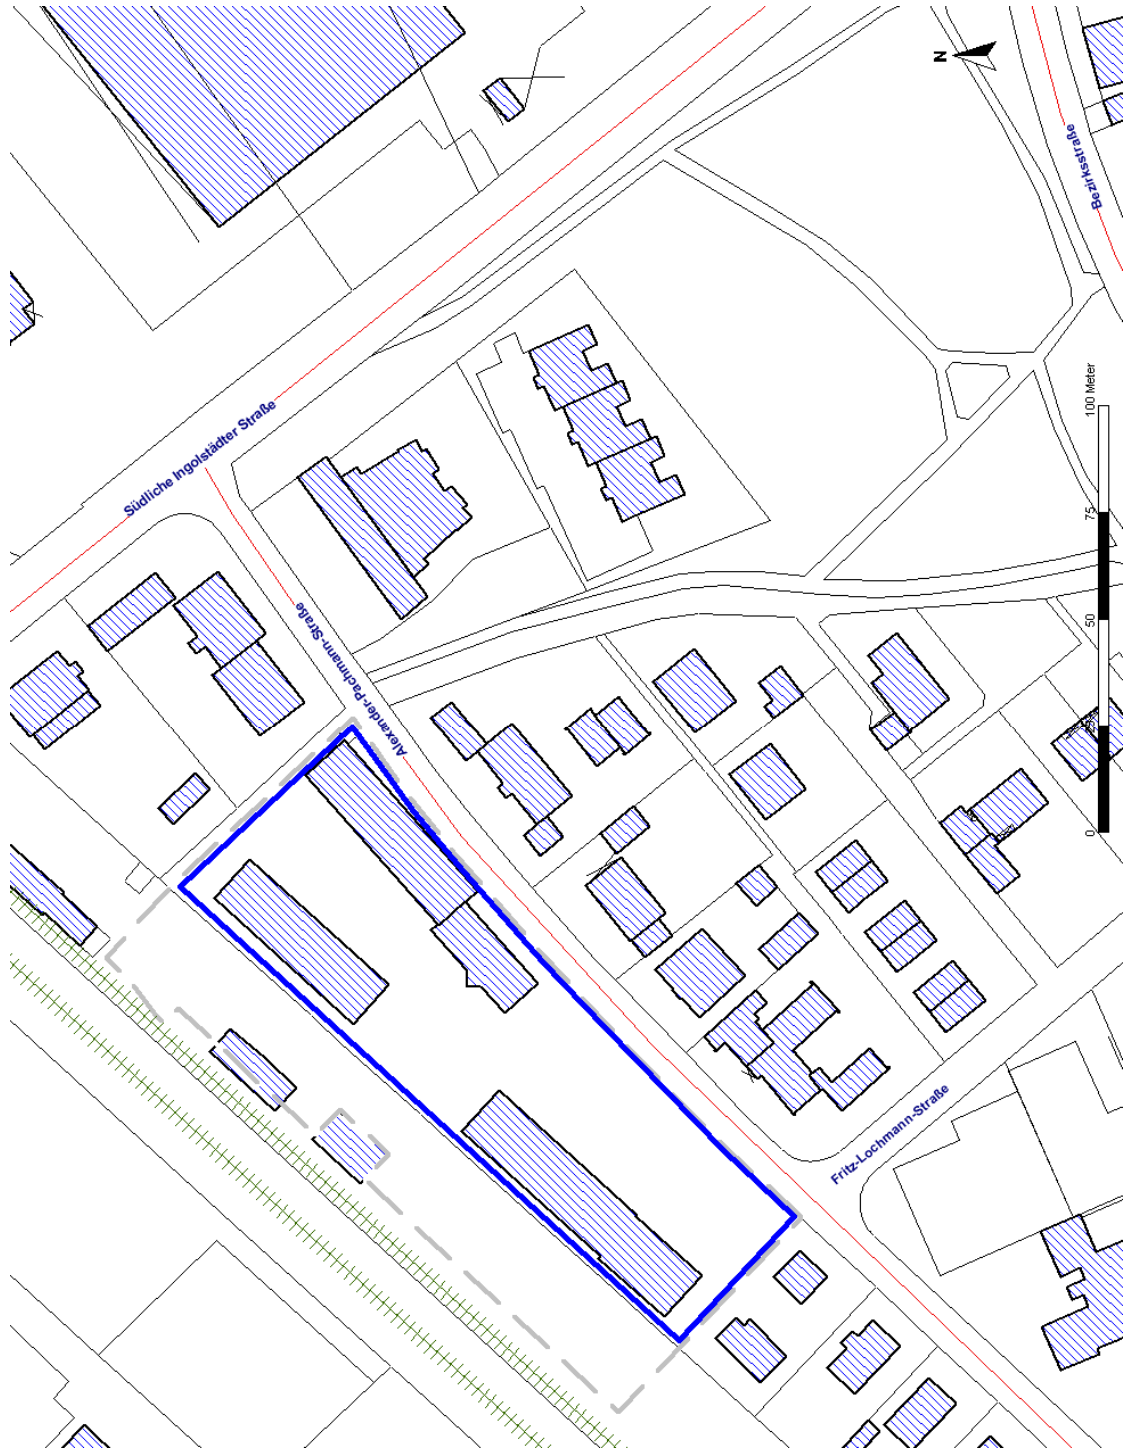 N
Bezirksstraße
Südliche Ingolstädter Straße
100 Meter
75
50
25
0
Alexander-Pachmann-Straße
Fritz-Lochmann-Straße